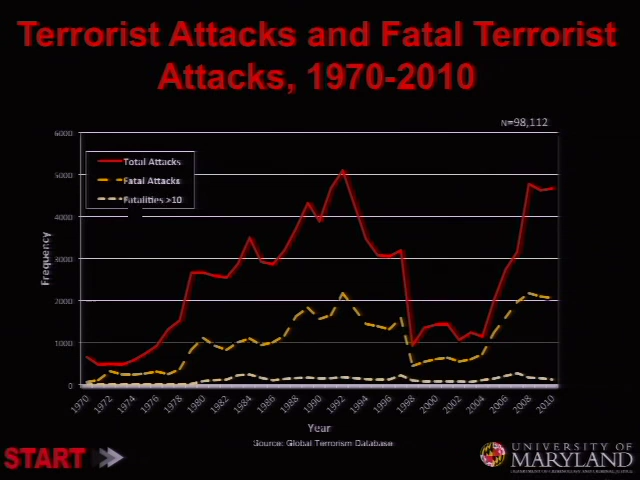 Terrorist Attacks and Fatal Terrorist
Attacks, 1970-2010
N=98,112
6000
5000
4000
3000
2000
1000
0
Total Attacks
Fatal Attacks
Fatalities >10
Frequency
1970 1972 1974 1976 1978 1980 1982 1984 1986 1988 1990 1992 1994 1996 1998 2000 2002 2004 2006 2008 2010
Year
Source: Global Terrorism Database
START
UNIVERSITY OF
MARYLAND